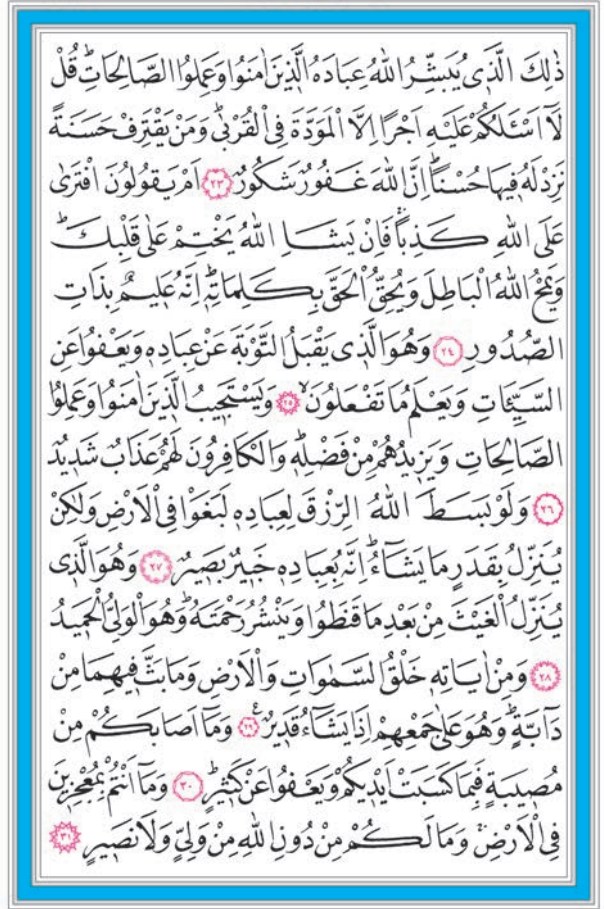 ذٰلِكَ الَّذ۪ي يُبَشِّرُ اللّٰهُ عِبَادَهُ الَّذ۪ينَ اٰمَنُوا وَعَمِلُوا الصَّالِحَاتِۜ قُلْ
لَٓا اَسْـَٔلُكُمْ عَلَيْهِ اَجْرًا اِلَّا الْمَوَدَّةَ فِي الْقُرْبٰىۜ وَمَنْ يَقْتَرِفْ حَسَنَةً
نَزِدْ لَهُ ف۪يهَا حُسْنًاۜ اِنَّ اللّٰهَ غَفُورٌ شَكُورٌ ﴿٢٣﴾ اَمْ يَقُولُونَ افْتَرٰى
عَلَى اللّٰهِ كَذِبًاۚ فَاِنْ يَشَأِ اللّٰهُ يَخْتِمْ عَلٰى قَلْبِكَۜ
وَيَمْحُ اللّٰهُ الْبَاطِلَ وَيُحِقُّ الْحَقَّ بِكَلِمَاتِه۪ۜ اِنَّهُ عَل۪يمٌ بِذَاتِ
الصُّدُورِ ﴿٢٤﴾ وَهُوَ الَّذ۪ي يَقْبَلُ التَّوْبَةَ عَنْ عِبَادِه۪ وَيَعْفُوا عَنِ
السَّيِّـَٔاتِ وَيَعْلَمُ مَا تَفْعَلُونَۙ ﴿٢٥﴾ وَيَسْتَج۪يبُ الَّذ۪ينَ اٰمَنُوا وَعَمِلُوا
الصَّالِحَاتِ وَيَز۪يدُهُمْ مِنْ فَضْلِه۪ۜ وَالْكَافِرُونَ لَهُمْ عَذَابٌ شَد۪يدٌ
﴿٢٦﴾ وَلَوْ بَسَطَ اللّٰهُ الرِّزْقَ لِعِبَادِه۪ لَبَغَوْا فِي الْاَرْضِ وَلٰكِنْ
يُنَزِّلُ بِقَدَرٍ مَا يَشَٓاءُۜ اِنَّهُ بِعِبَادِه۪ خَب۪يرٌ بَص۪يرٌ ﴿٢٧﴾ وَهُوَ الَّذ۪ي
يُنَزِّلُ الْغَيْثَ مِنْ بَعْدِ مَا قَنَطُوا وَيَنْشُرُ رَحْمَتَهُۜ وَهُوَ الْوَلِيُّ الْحَم۪يدُ
﴿٢٨﴾ وَمِنْ اٰيَاتِه۪ خَلْقُ السَّمٰوَاتِ وَالْاَرْضِ وَمَا بَثَّ ف۪يهِمَا مِنْ
دَٓابَّةٍۜ وَهُوَ عَلٰى جَمْعِهِمْ اِذَا يَشَٓاءُ قَد۪يرٌ۟ ﴿٢٩﴾ وَمَٓا اَصَابَكُمْ مِنْ
مُص۪يبَةٍ فَبِمَا كَسَبَتْ اَيْد۪يكُمْ وَيَعْفُوا عَنْ كَث۪يرٍۜ ﴿٣٠﴾ وَمَٓا اَنْتُمْ بِمُعْجِز۪ينَ
فِي الْاَرْضِۚ وَمَا لَكُمْ مِنْ دُونِ اللّٰهِ مِنْ وَلِيٍّ وَلَا نَص۪يرٍ ﴿٣١﴾